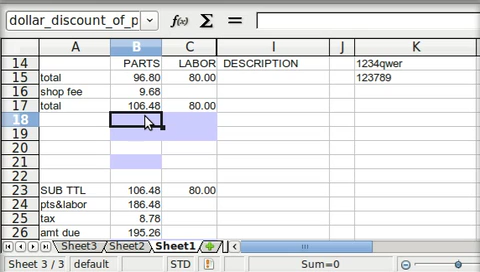 dollar_discount_of_p
f(x) Σ =
A B C I J K
14 PARTS LABOR DESCRIPTION 1234qwer
15 total 96.80 80.00 123789
16 shop fee 9.68
17 total 106.48 80.00
18
19
20
21
22
23 SUB TTL 106.48 80.00
24 pts&labor 186.48
25 tax 8.78
26 amt due 195.26
Sheet3 Sheet2 Sheet1
Sheet 3 / 3 default STD Sum=0